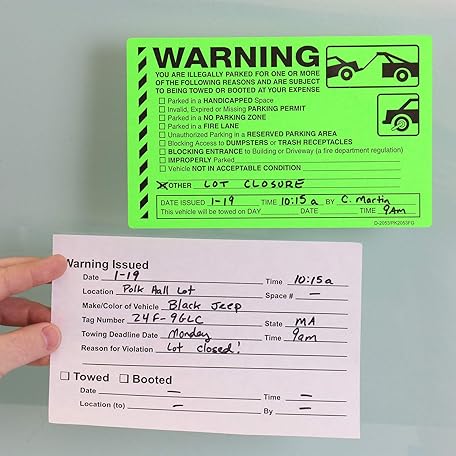 WARNING
YOU ARE ILLEGALLY PARKED FOR ONE OR MORE
OF THE FOLLOWING REASONS AND ARE SUBJECT
TO BEING TOWED OR BOOTED AT YOUR EXPENSE
☐ Parked in a HANDICAPPED Space
☐ Invalid, Expired or Missing PARKING PERMIT
☐ Parked in a NO PARKING ZONE
☐ Parked in a FIRE LANE
☐ Unauthorized Parking in a RESERVED PARKING AREA
☐ Blocking Access to DUMPSTERS or TRASH RECEPTACLES
☐ BLOCKING ENTRANCE to Building or Driveway (a fire department regulation)
☐ IMPROPERLY Parked
☐ Vehicle NOT IN ACCEPTABLE CONDITION
☒ OTHER LOT CLOSURE
DATE ISSUED 1-19 TIME 10:15 a BY C. Martin
This vehicle will be towed on DAY DATE TIME 9AM
D-2053/PK2053FG
Warning Issued
Date 1-19 Time 10:15a
Location Polk Hall Lot Space # —
Make/Color of Vehicle Black Jeep
Tag Number 24F-9GLC State MA
Towing Deadline Date Monday Time 9am
Reason for Violation Lot closed!
☐ Towed ☐ Booted
Date — Time —
Location (to) — By —